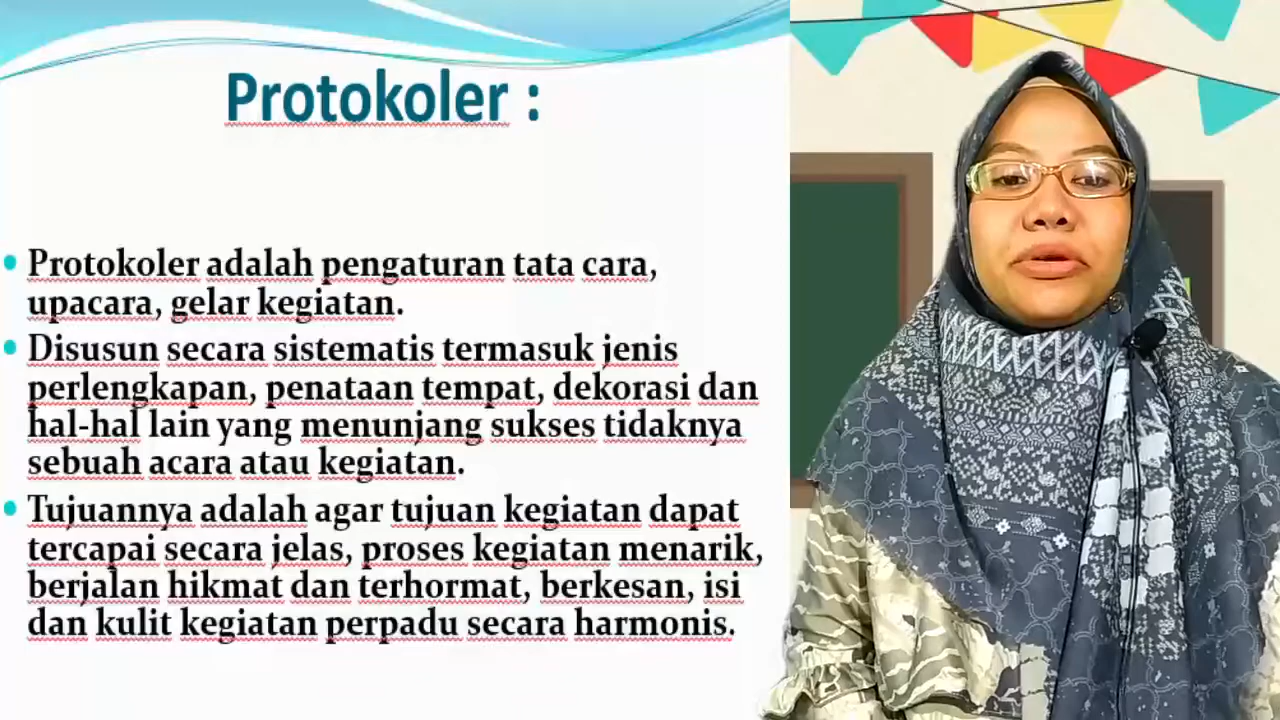 Protokoler :
Protokoler adalah pengaturan tata cara,
upacara, gelar kegiatan.
Disusun secara sistematis termasuk jenis
perlengkapan, penataan tempat, dekorasi dan
hal-hal lain yang menunjang sukses tidaknya
sebuah acara atau kegiatan.
Tujuannya adalah agar tujuan kegiatan dapat
tercapai secara jelas, proses kegiatan menarik,
berjalan hikmat dan terhormat, berkesan, isi
dan kulit kegiatan perpadu secara harmonis.